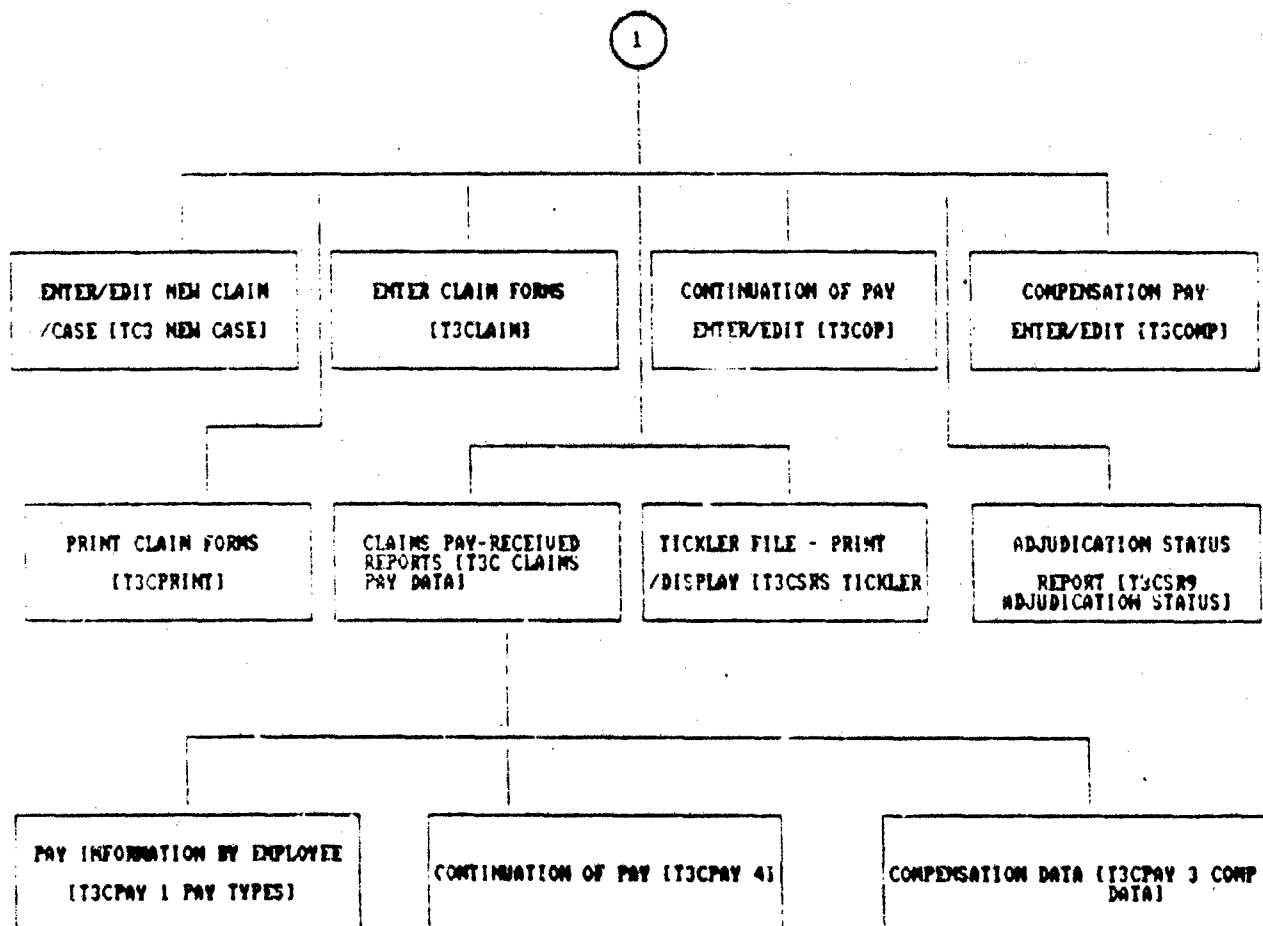 1
ENTER/EDIT NEW CLAIM
/CASE [TC3 NEW CASE]
ENTER CLAIM FORMS
[T3CLAIM]
CONTINUATION OF PAY
ENTER/EDIT [T3COP]
COMPENSATION PAY
ENTER/EDIT [T3COMP]
PRINT CLAIM FORMS
[T3CPRINT]
CLAIMS PAY-RECEIVED
REPORTS [T3C CLAIMS
PAY DATA]
TICKLER FILE - PRINT
/DISPLAY [T3CSRS TICKLER
ADJUDICATION STATUS
REPORT [T3CSR9
ADJUDICATION STATUS]
PAY INFORMATION BY EMPLOYEE
[T3CPAY 1 PAY TYPES]
CONTINUATION OF PAY [T3CPAY 4]
COMPENSATION DATA [T3CPAY 3 COMP
DATA]